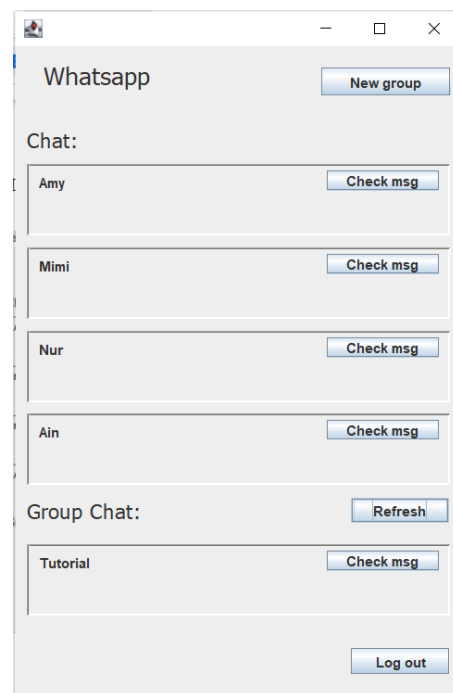 Whatsapp New group
Chat:
Amy Check msg
Mimi Check msg
Nur Check msg
Ain Check msg
Group Chat: Refresh
Tutorial Check msg
Log out